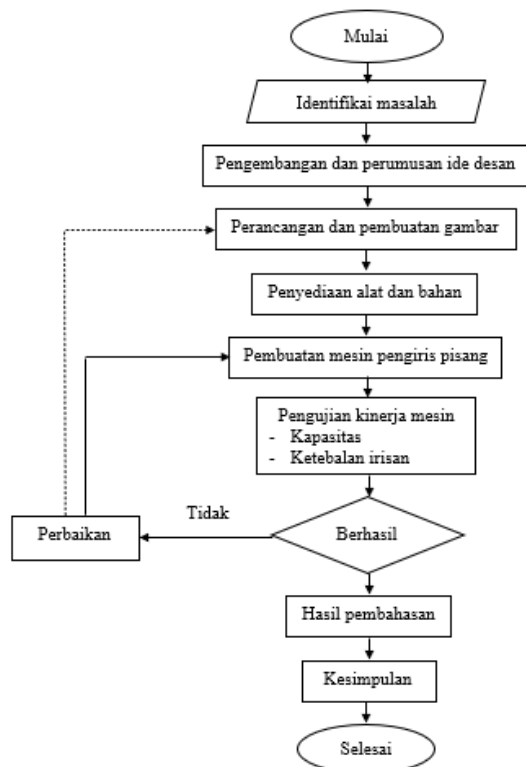 Mulai
Identifikai masalah
Pengembangan dan perumusan ide desan
Perancangan dan pembuatan gambar
Penyediaan alat dan bahan
Pembuatan mesin pengiris pisang
Pengujian kinerja mesin
- Kapasitas
- Ketebalan irisan
Tidak
Perbaikan
Berhasil
Hasil pembahasan
Kesimpulan
Selesai